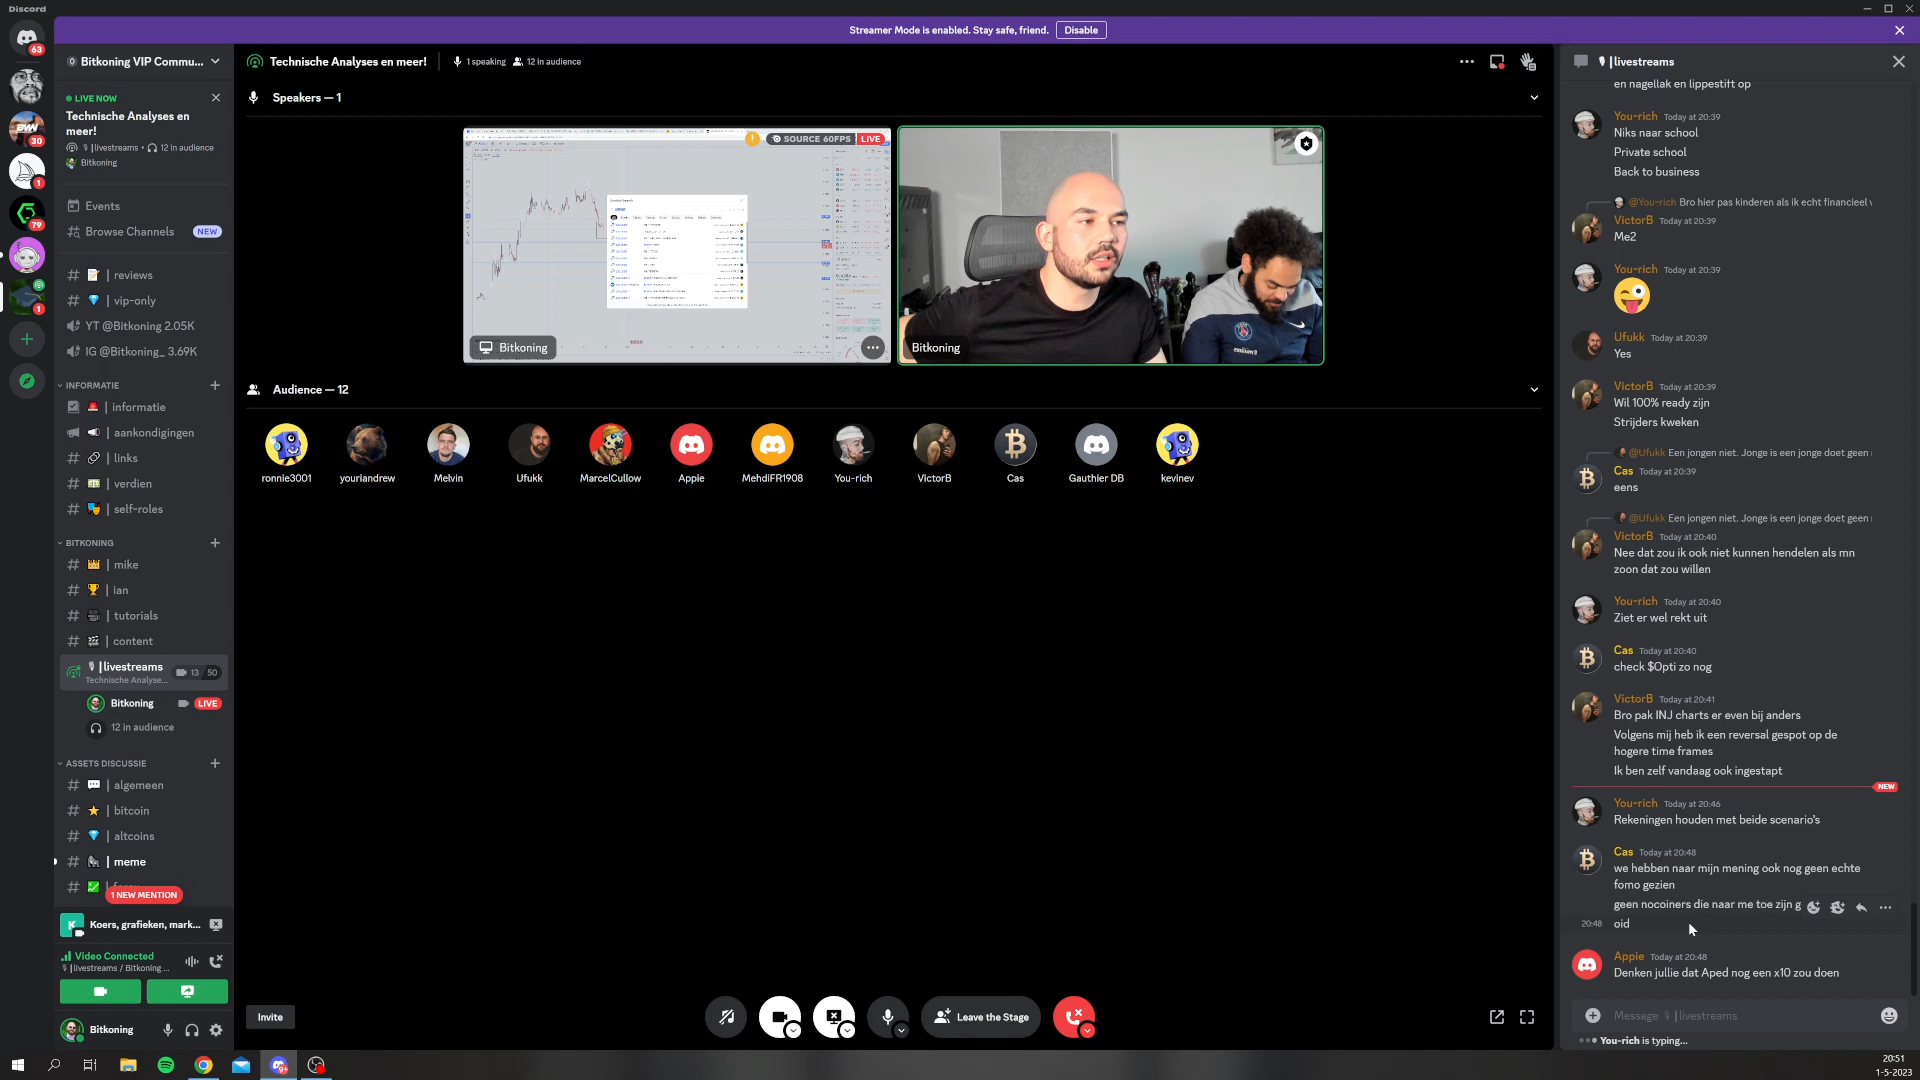 Discord
Streamer Mode is enabled. Stay safe, friend.
Disable
63
30
1
79
1
Bitkoning VIP Commu...
LIVE NOW
Technische Analyses en
meer!
|livestreams • 12 in audience
Bitkoning
Events
Browse Channels
NEW
| reviews
| vip-only
YT @Bitkoning 2.05K
IG @Bitkoning_ 3.69K
INFORMATIE
| informatie
| aankondigingen
| links
| verdien
| self-roles
BITKONING
| mike
| ian
| tutorials
| content
|livestreams
13 50
Technische Analyse...
Bitkoning
LIVE
12 in audience
ASSETS DISCUSSIE
| algemeen
| bitcoin
| altcoins
| meme
1 NEW MENTION
K
Koers, grafieken, mark...
Video Connected
|livestreams / Bitkoning ...
Bitkoning
Technische Analyses en meer!
1 speaking
12 in audience
Speakers — 1
SOURCE 60FPS
LIVE
Bitkoning
Bitkoning
Audience — 12
ronnie3001
youriandrew
Melvin
Ufukk
MarcelCullow
Appie
MehdiFR1908
You-rich
VictorB
Cas
Gauthier DB
kevinev
Invite
Leave the Stage
|livestreams
en nagellak en lippestift op
You-rich Today at 20:39
Niks naar school
Private school
Back to business
@You-rich Bro hier pas kinderen als ik echt financieel
VictorB Today at 20:39
Me2
You-rich Today at 20:39
Ufukk Today at 20:39
Yes
VictorB Today at 20:39
Wil 100% ready zijn
Strijders kweken
@Ufukk Een jongen niet. Jonge is een jonge doet geen
Cas Today at 20:39
eens
@Ufukk Een jongen niet. Jonge is een jonge doet geen
VictorB Today at 20:40
Nee dat zou ik ook niet kunnen hendelen als mn
zoon dat zou willen
You-rich Today at 20:40
Ziet er wel rekt uit
Cas Today at 20:40
check $Opti zo nog
VictorB Today at 20:41
Bro pak INJ charts er even bij anders
Volgens mij heb ik een reversal gespot op de
hogere time frames
Ik ben zelf vandaag ook ingestapt
NEW
You-rich Today at 20:46
Rekeningen houden met beide scenario's
Cas Today at 20:48
we hebben naar mijn mening ook nog geen echte
fomo gezien
geen nocoiners die naar me toe zijn g
20:48 oid
Appie Today at 20:48
Denken jullie dat Aped nog een x10 zou doen
Message |livestreams
You-rich is typing...
20:51
1-5-2023